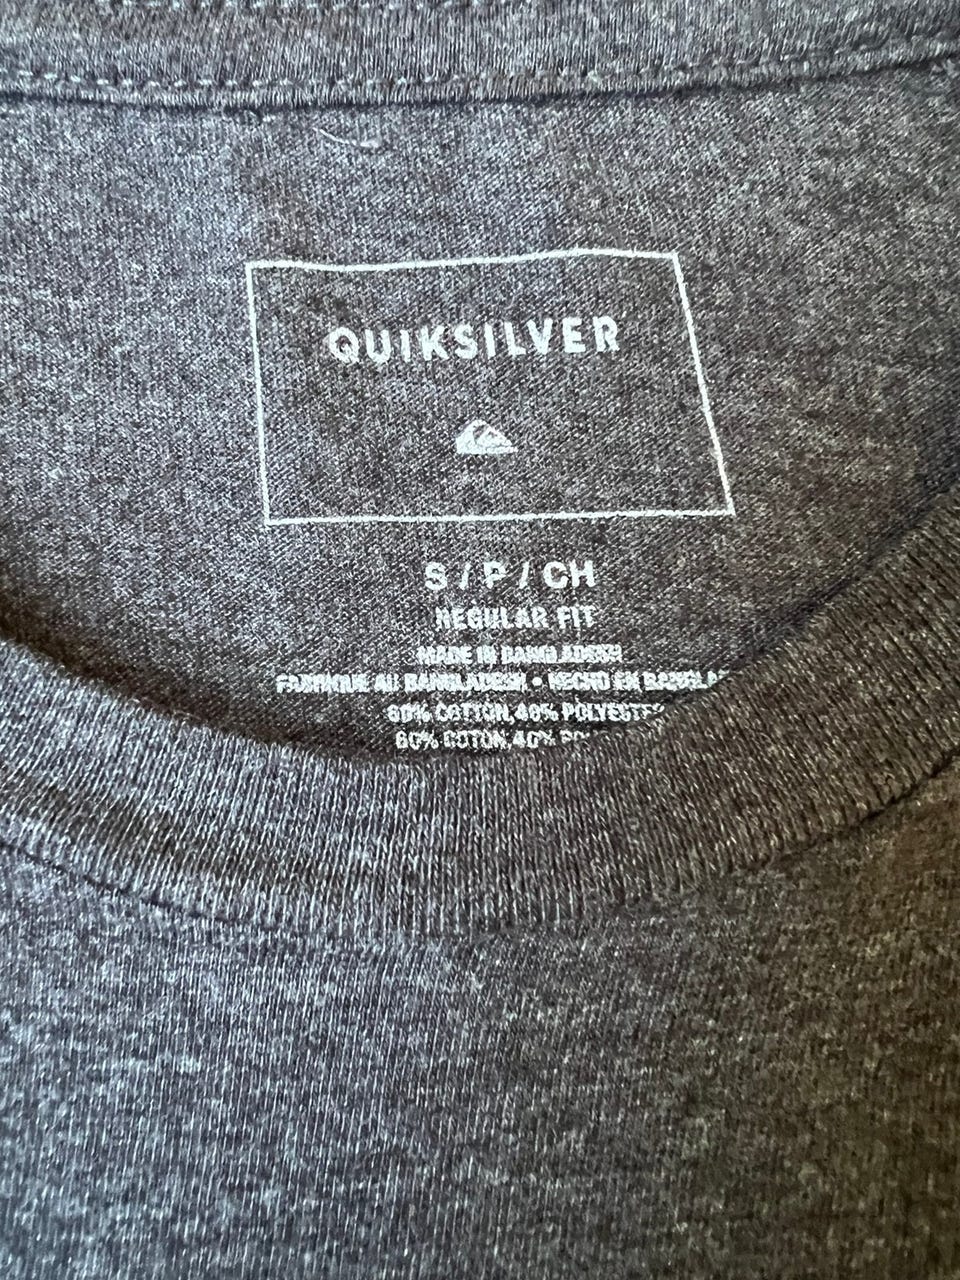 QUIKSILVER
S / P / CH
REGULAR FIT
MADE IN BANGLADESH
FABRIQUE AU BANGLADESH • HECHO EN
60% COTTON, 40% POLYESTER
60% COTON, 40%